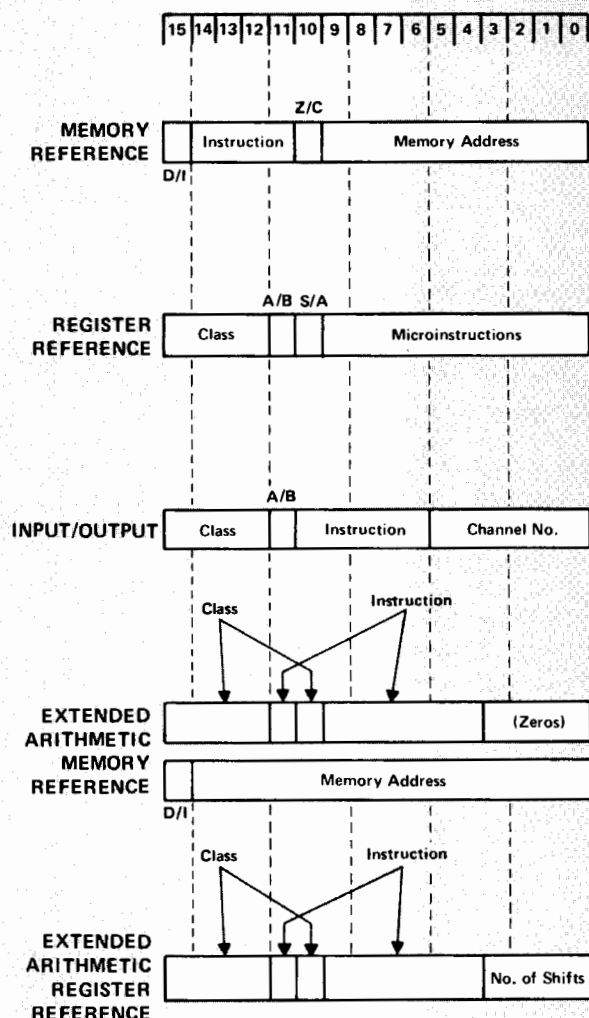 15 14 13 12 11 10 9 8 7 6 5 4 3 2 1 0
Z/C
MEMORY
REFERENCE
Instruction
Memory Address
D/I
A/B S/A
REGISTER
REFERENCE
Class
Microinstructions
A/B
INPUT/OUTPUT
Class
Instruction
Channel No.
Class
Instruction
EXTENDED
ARITHMETIC
MEMORY
REFERENCE
(Zeros)
Memory Address
D/I
Class
Instruction
EXTENDED
ARITHMETIC
REGISTER
REFERENCE
No. of Shifts